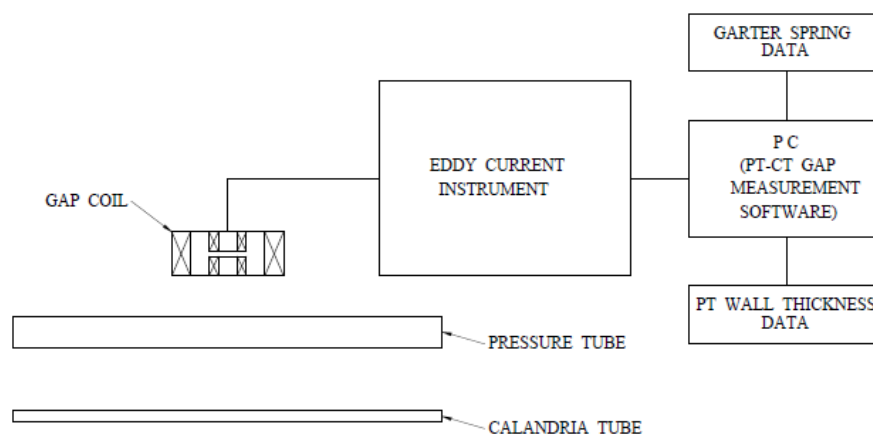 GARTER SPRING
DATA
EDDY CURRENT
INSTRUMENT
P C
(PT-CT GAP
MEASUREMENT
SOFTWARE)
GAP COIL
PT WALL THICKNESS
DATA
PRESSURE TUBE
CALANDRIA TUBE